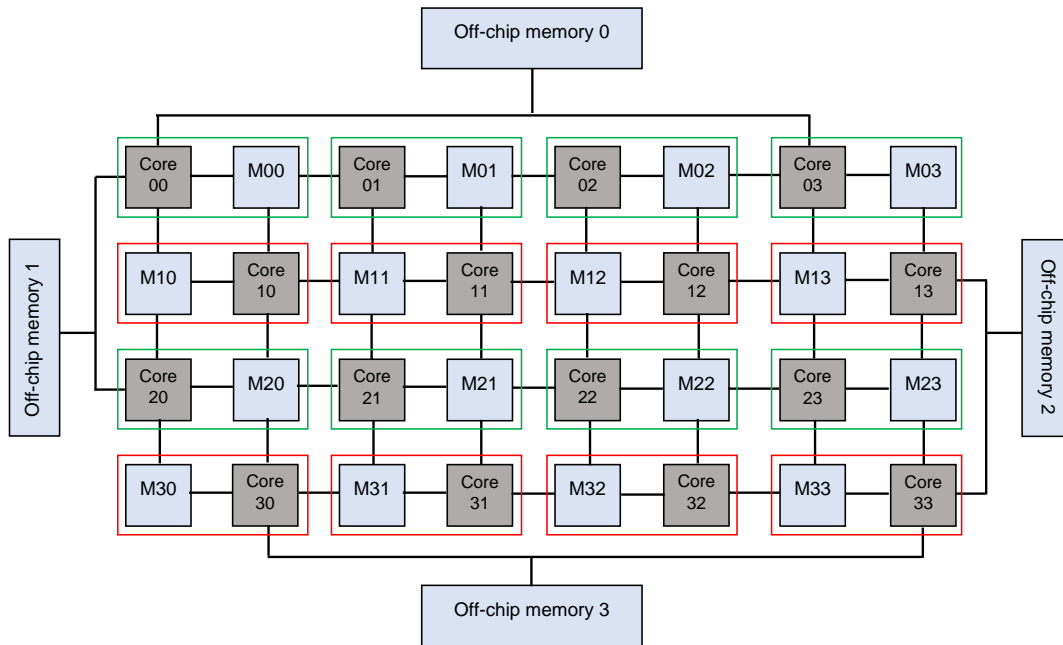 Off-chip memory 0
Core
00
M00
Core
01
M01
Core
02
M02
Core
03
M03
M10
Core
10
M11
Core
11
M12
Core
12
M13
Core
13
Off-chip memory 1
Off-chip memory 2
Core
20
M20
Core
21
M21
Core
22
M22
Core
23
M23
M30
Core
30
M31
Core
31
M32
Core
32
M33
Core
33
Off-chip memory 3